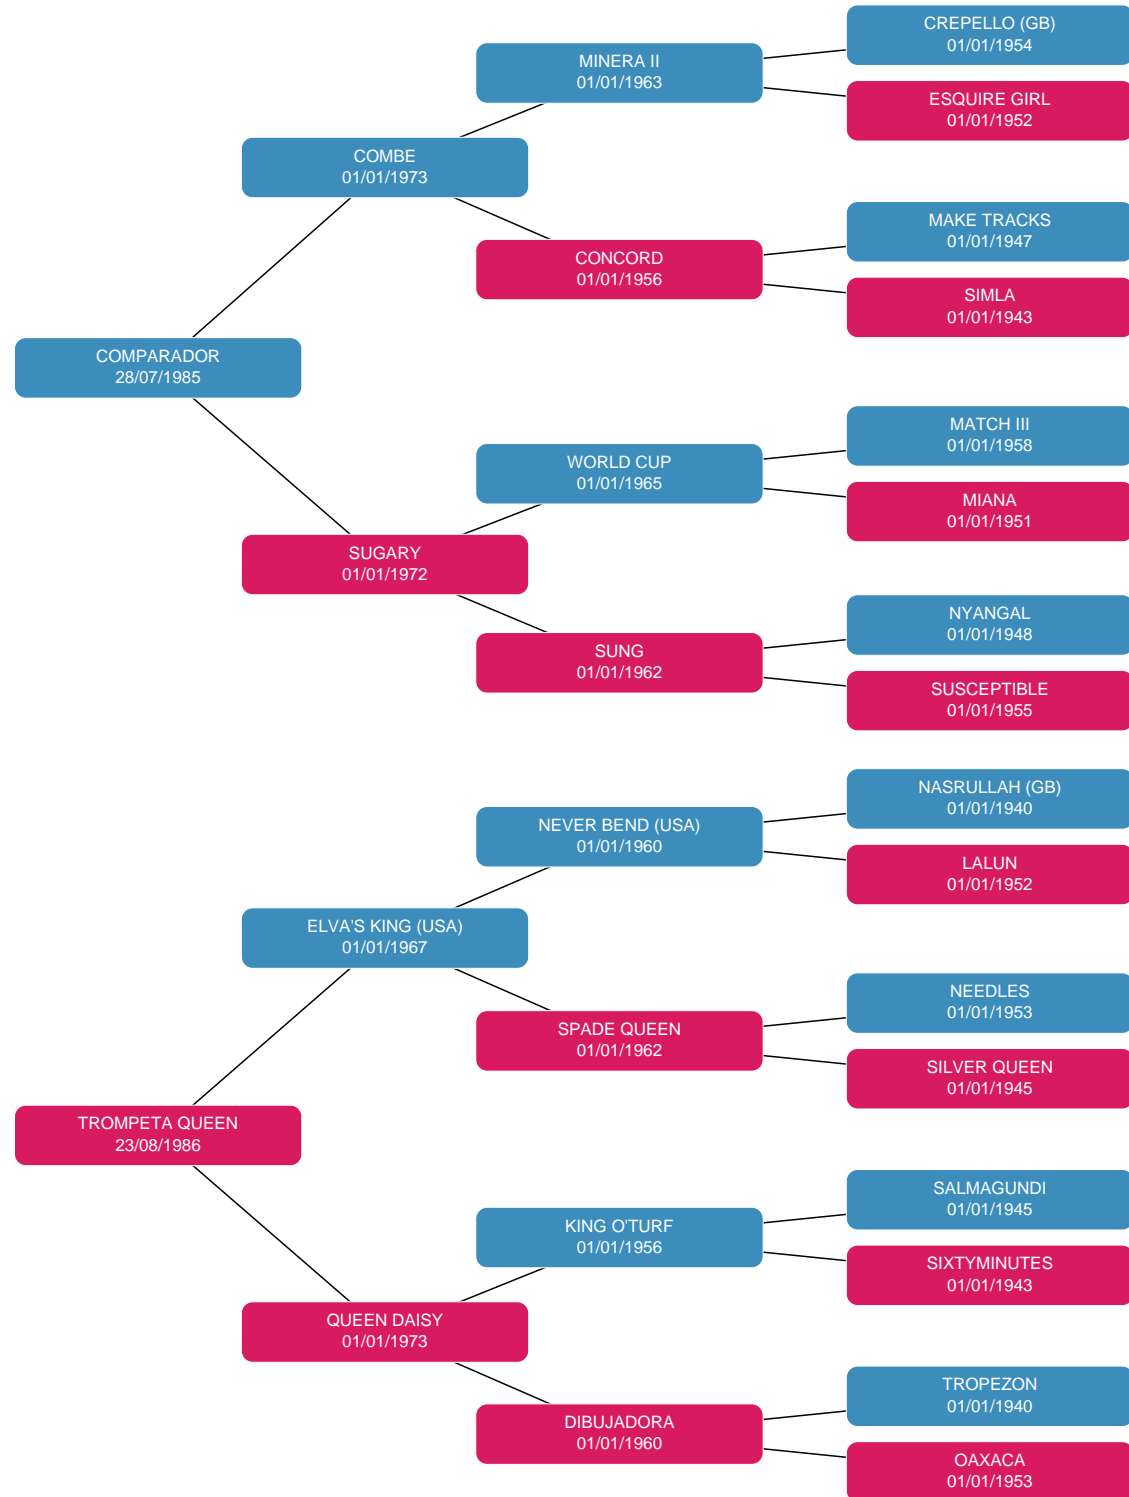 CREPELLO (GB)
01/01/1954
MINERA II
01/01/1963
ESQUIRE GIRL
01/01/1952
COMBE
01/01/1973
MAKE TRACKS
01/01/1947
CONCORD
01/01/1956
SIMLA
01/01/1943
COMPARADOR
28/07/1985
MATCH III
01/01/1958
WORLD CUP
01/01/1965
MIANA
01/01/1951
SUGARY
01/01/1972
NYANGAL
01/01/1948
SUNG
01/01/1962
SUSCEPTIBLE
01/01/1955
NASRULLAH (GB)
01/01/1940
NEVER BEND (USA)
01/01/1960
LALUN
01/01/1952
ELVA'S KING (USA)
01/01/1967
NEEDLES
01/01/1953
SPADE QUEEN
01/01/1962
SILVER QUEEN
01/01/1945
TROMPETA QUEEN
23/08/1986
SALMAGUNDI
01/01/1945
KING O'TURF
01/01/1956
SIXTYMINUTES
01/01/1943
QUEEN DAISY
01/01/1973
TROPEZON
01/01/1940
DIBUJADORA
01/01/1960
OAXACA
01/01/1953